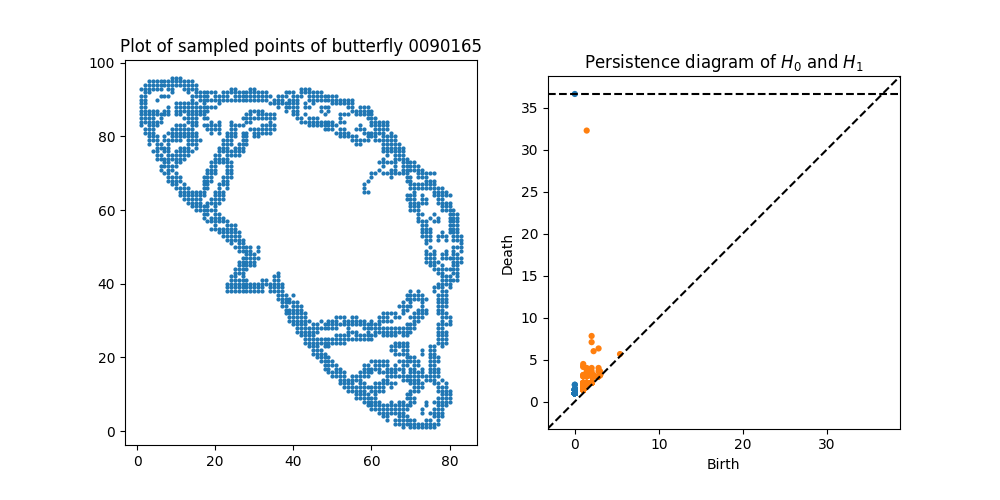 Plot of sampled points of butterfly 0090165
100
80
60
40
20
0
0 20 40 60 80
Persistence diagram of H₀ and H₁
Death
35
30
25
20
15
10
5
0
0 10 20 30
Birth